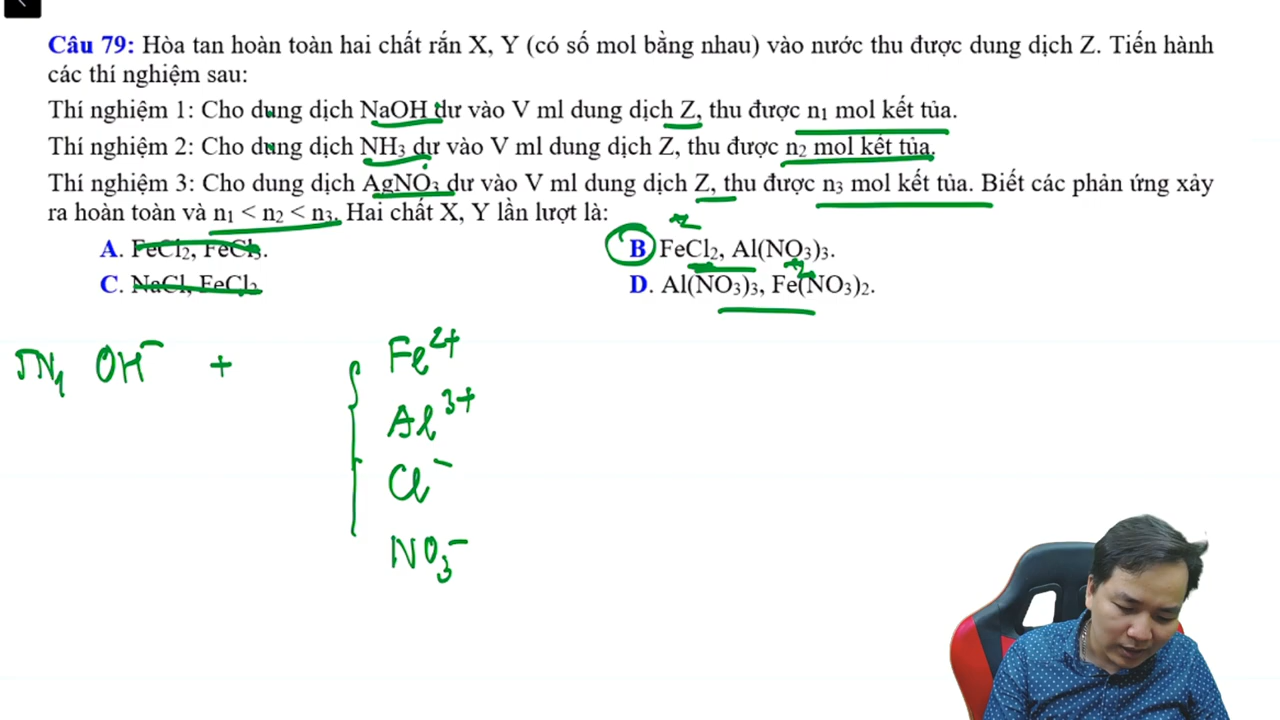 Câu 79: Hòa tan hoàn toàn hai chất rắn X, Y (có số mol bằng nhau) vào nước thu được dung dịch Z. Tiến hành
các thí nghiệm sau:
Thí nghiệm 1: Cho dung dịch NaOH dư vào V ml dung dịch Z, thu được n₁ mol kết tủa.
Thí nghiệm 2: Cho dung dịch NH₃ dư vào V ml dung dịch Z, thu được n₂ mol kết tủa.
Thí nghiệm 3: Cho dung dịch AgNO₃ dư vào V ml dung dịch Z, thu được n₃ mol kết tủa. Biết các phản ứng xảy
ra hoàn toàn và n₁ < n₂ < n₃. Hai chất X, Y lần lượt là:
A. FeCl₂, FeCl₃. B FeCl₂, Al(NO₃)₃.
C. NaCl, FeCl₂ D. Al(NO₃)₃, Fe(NO₃)₂.
TN₁ OH⁻ + Fe²⁺
Al³⁺
Cl⁻
NO₃⁻